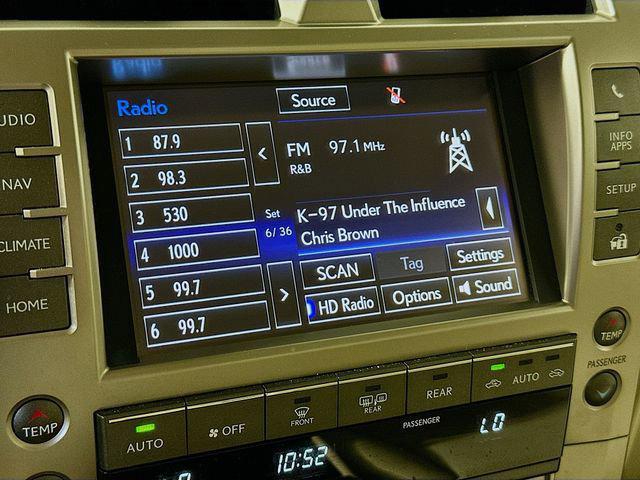 Radio
Source
1 87.9
2 98.3
3 530
4 1000
5 99.7
6 99.7
Set
6/36
FM 97.1 MHz
R&B
K-97 Under The Influence
Chris Brown
SCAN
Tag
Settings
HD Radio
Options
Sound
NAV
CLIMATE
HOME
INFO
APPS
SETUP
TEMP
TEMP
PASSENGER
AUTO
OFF
FRONT
REAR
REAR
AUTO
PASSENGER
LO
10:52